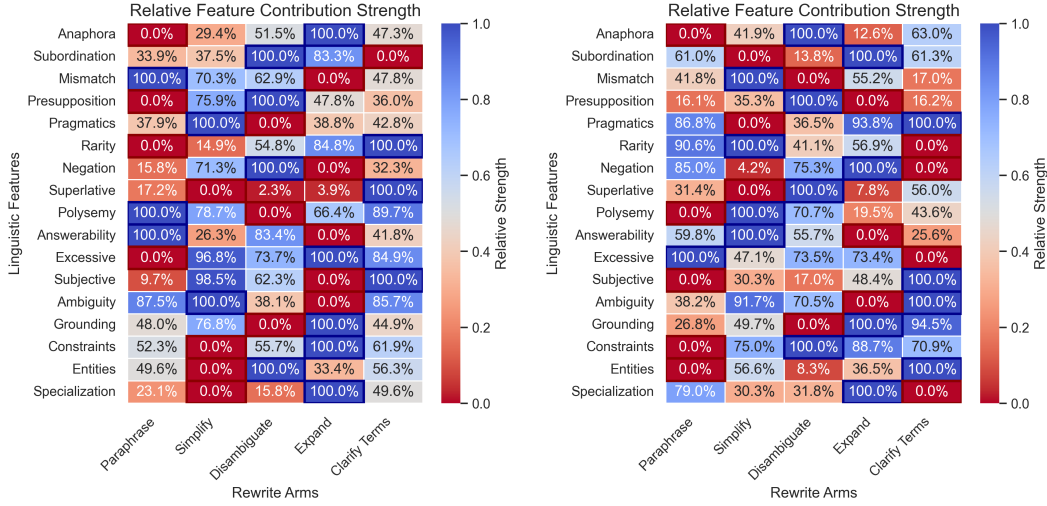 Relative Feature Contribution Strength
Linguistic Features
Anaphora 0.0% 29.4% 51.5% 100.0% 47.3%
Subordination 33.9% 37.5% 100.0% 83.3% 0.0%
Mismatch 100.0% 70.3% 62.9% 0.0% 47.8%
Presupposition 0.0% 75.9% 100.0% 47.8% 36.0%
Pragmatics 37.9% 100.0% 0.0% 38.8% 42.8%
Rarity 0.0% 14.9% 54.8% 84.8% 100.0%
Negation 15.8% 71.3% 100.0% 0.0% 32.3%
Superlative 17.2% 0.0% 2.3% 3.9% 100.0%
Polysemy 100.0% 78.7% 0.0% 66.4% 89.7%
Answerability 100.0% 26.3% 83.4% 0.0% 41.8%
Excessive 0.0% 96.8% 73.7% 100.0% 84.9%
Subjective 9.7% 98.5% 62.3% 0.0% 100.0%
Ambiguity 87.5% 100.0% 38.1% 0.0% 85.7%
Grounding 48.0% 76.8% 0.0% 100.0% 44.9%
Constraints 52.3% 0.0% 55.7% 100.0% 61.9%
Entities 49.6% 0.0% 100.0% 33.4% 56.3%
Specialization 23.1% 0.0% 15.8% 100.0% 49.6%
Paraphrase Simplify Disambiguate Expand Clarify Terms
Rewrite Arms
1.0
0.8
0.6
0.4
0.2
0.0
Relative Strength
Relative Feature Contribution Strength
Linguistic Features
Anaphora 0.0% 41.9% 100.0% 12.6% 63.0%
Subordination 61.0% 0.0% 13.8% 100.0% 61.3%
Mismatch 41.8% 100.0% 0.0% 55.2% 17.0%
Presupposition 16.1% 35.3% 100.0% 0.0% 16.2%
Pragmatics 86.8% 0.0% 36.5% 93.8% 100.0%
Rarity 90.6% 100.0% 41.1% 56.9% 0.0%
Negation 85.0% 4.2% 75.3% 100.0% 0.0%
Superlative 31.4% 0.0% 100.0% 7.8% 56.0%
Polysemy 0.0% 100.0% 70.7% 19.5% 43.6%
Answerability 59.8% 100.0% 55.7% 0.0% 25.6%
Excessive 100.0% 47.1% 73.5% 73.4% 0.0%
Subjective 0.0% 30.3% 17.0% 48.4% 100.0%
Ambiguity 38.2% 91.7% 70.5% 0.0% 100.0%
Grounding 26.8% 49.7% 0.0% 100.0% 94.5%
Constraints 0.0% 75.0% 100.0% 88.7% 70.9%
Entities 0.0% 56.6% 8.3% 36.5% 100.0%
Specialization 79.0% 30.3% 31.8% 100.0% 0.0%
Paraphrase Simplify Disambiguate Expand Clarify Terms
Rewrite Arms
1.0
0.8
0.6
0.4
0.2
0.0
Relative Strength